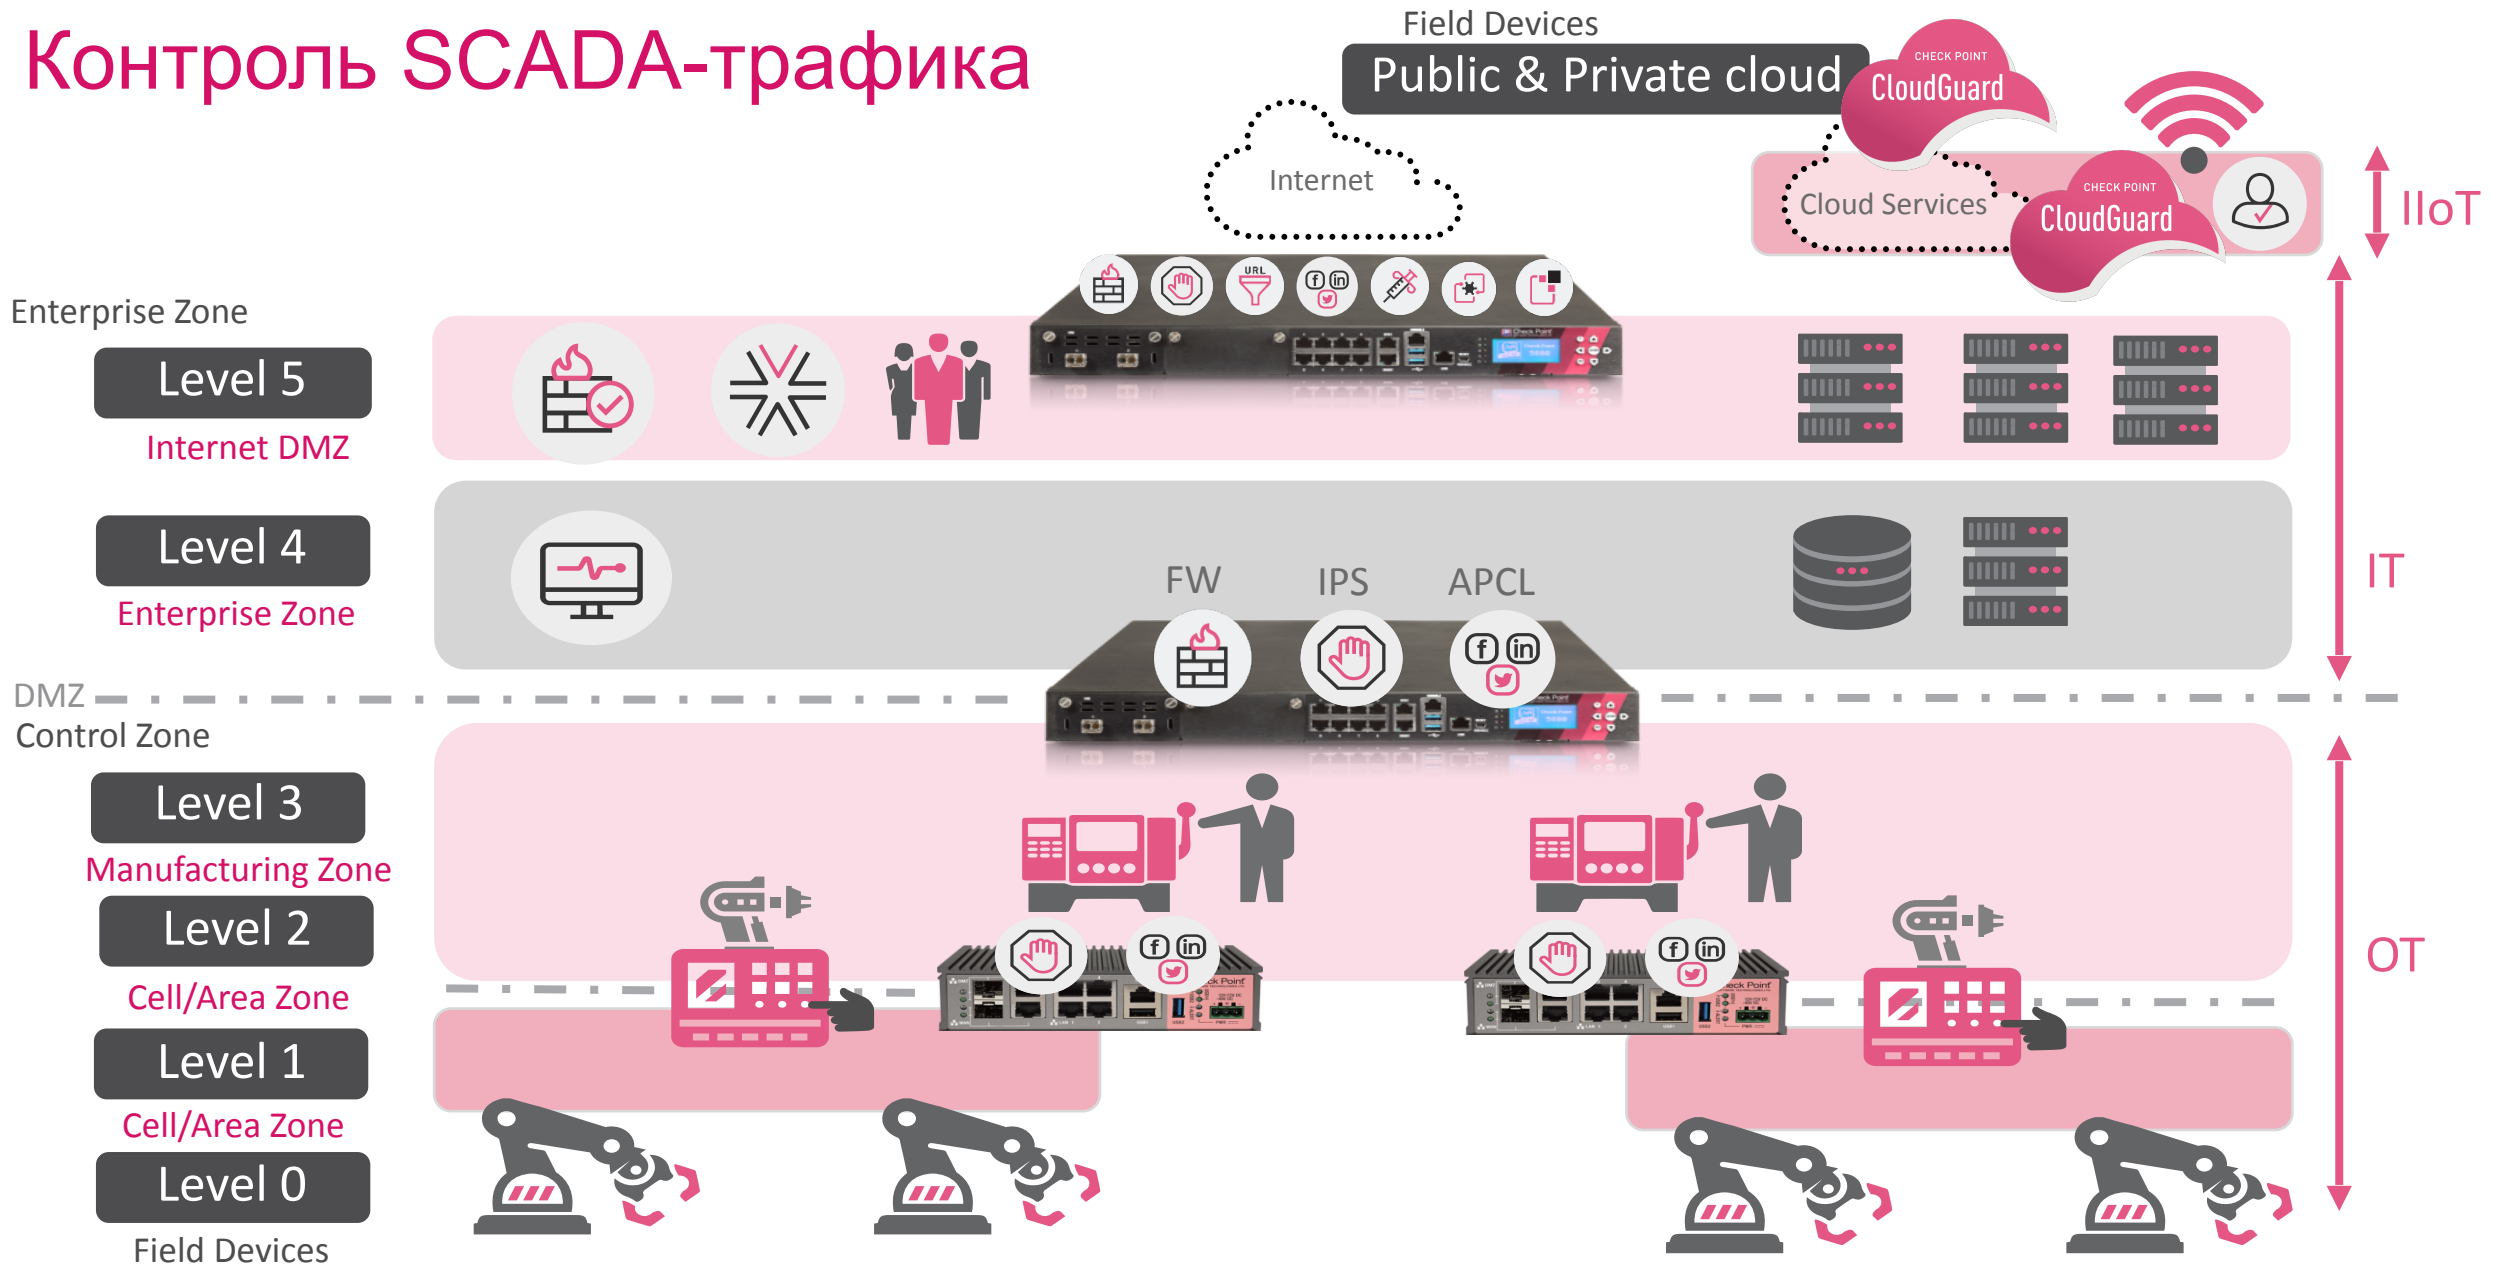 Контроль SCADA-трафика
Field Devices
Public & Private cloud
CHECK POINT
CloudGuard
Internet
Cloud Services
CHECK POINT
CloudGuard
IIoT
URL
Enterprise Zone
Level 5
Internet DMZ
Check Point
Level 4
Enterprise Zone
FW
IPS
APCL
IT
DMZ
Control Zone
Level 3
Manufacturing Zone
Level 2
Cell/Area Zone
OT
Level 1
Cell/Area Zone
Level 0
Field Devices